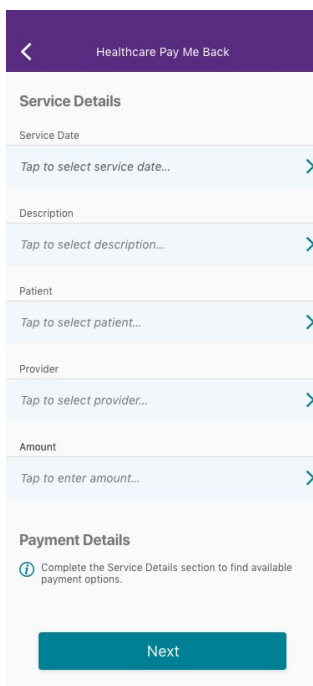 Healthcare Pay Me Back
Service Details
Service Date
Tap to select service date...
Description
Tap to select description...
Patient
Tap to select patient...
Provider
Tap to select provider...
Amount
Tap to enter amount...
Payment Details
Complete the Service Details section to find available
payment options.
Next